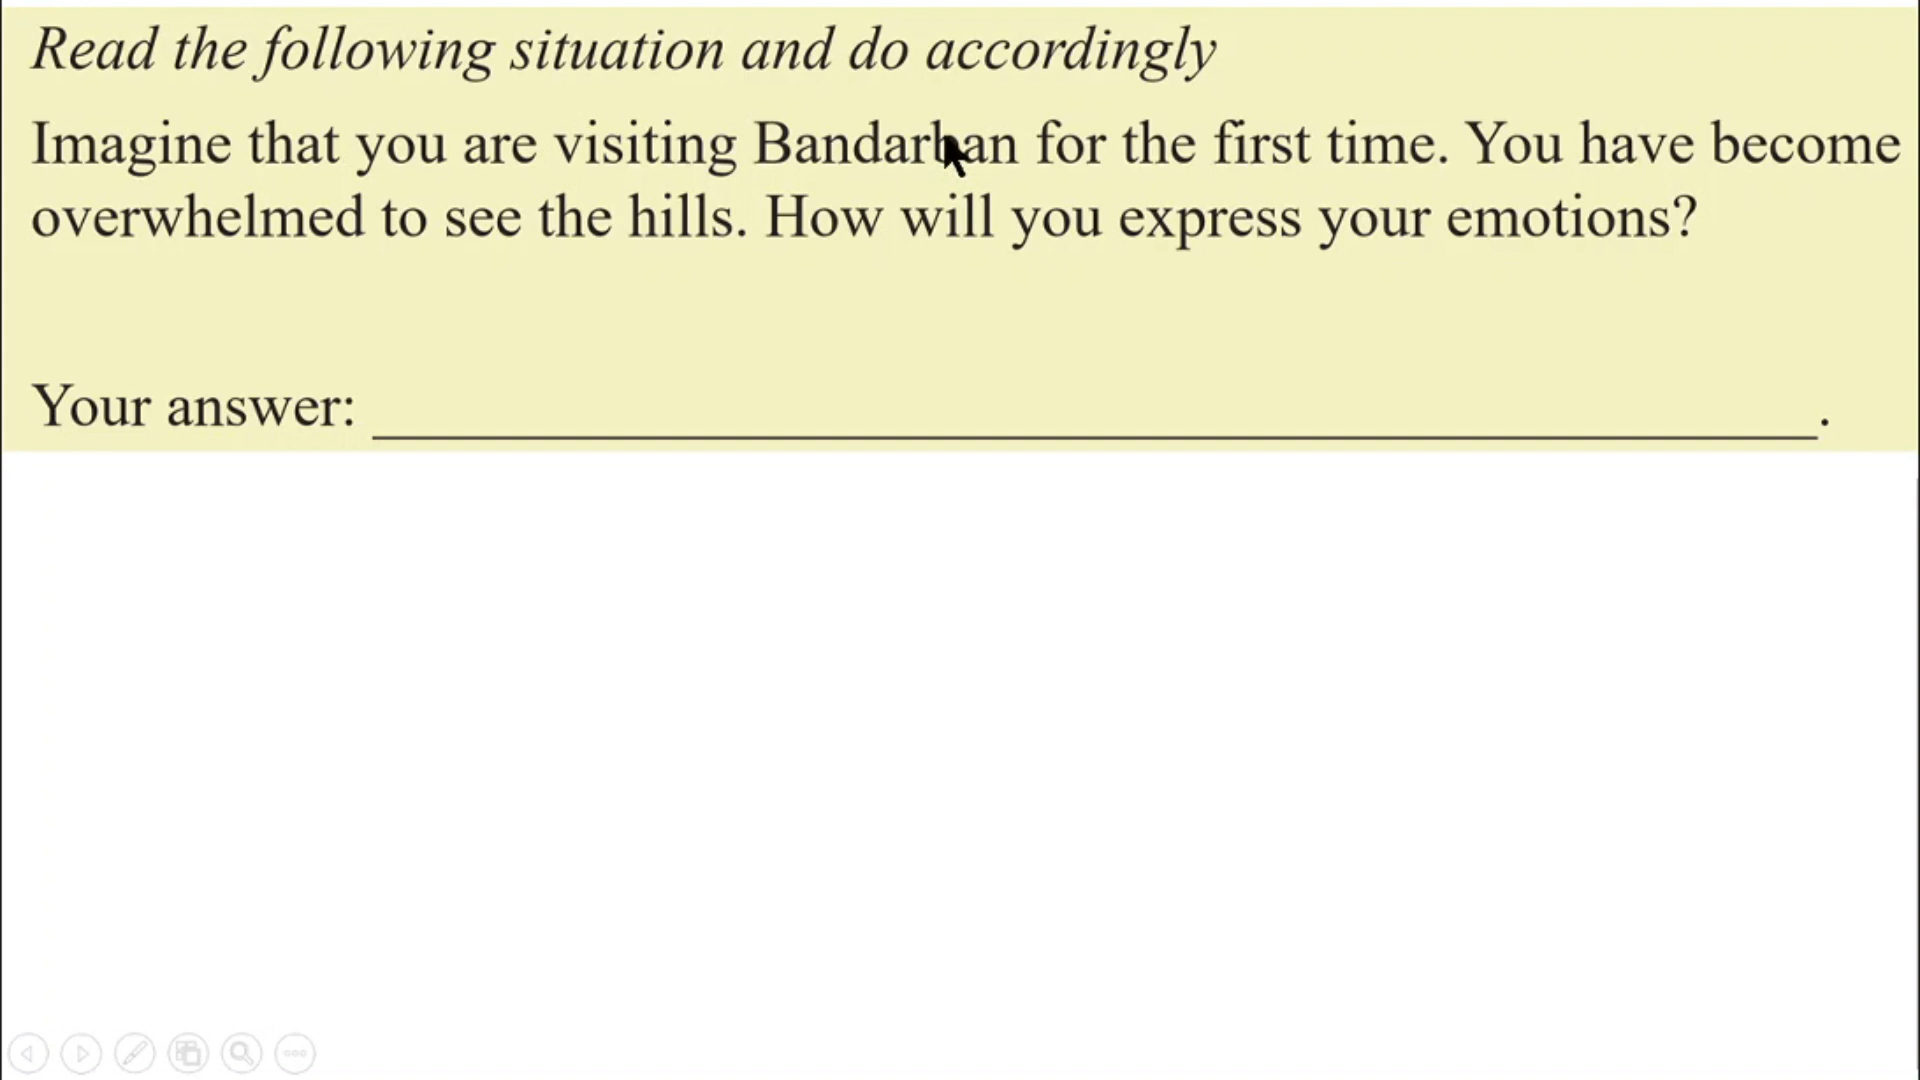 Read the following situation and do accordingly
Imagine that you are visiting Bandarban for the first time. You have become
overwhelmed to see the hills. How will you express your emotions?
Your answer: ______________________________________________.